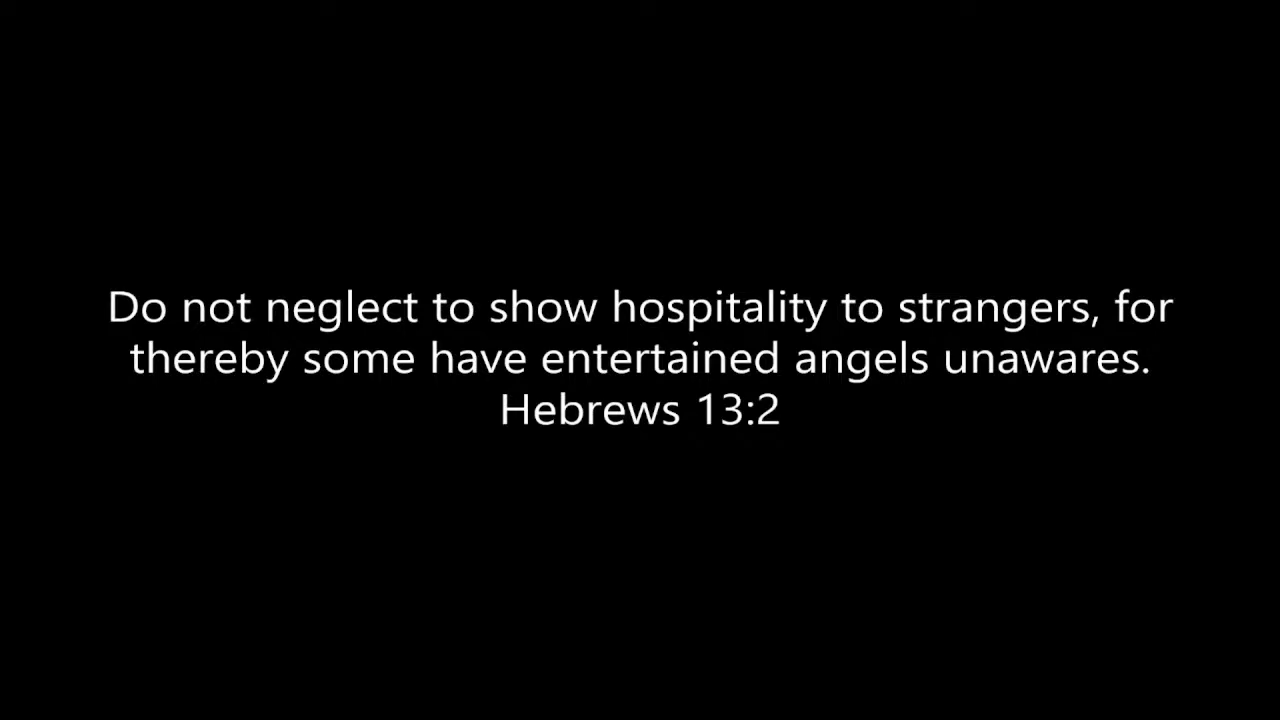 Do not neglect to show hospitality to strangers, for
thereby some have entertained angels unawares.
Hebrews 13:2